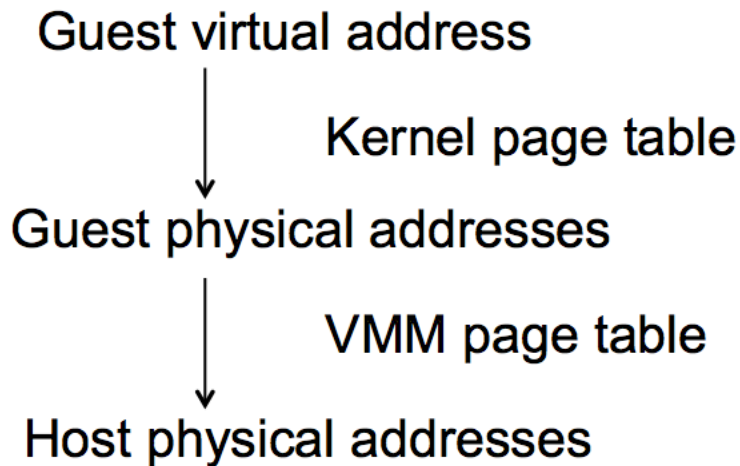 Guest virtual address
Kernel page table
Guest physical addresses
VMM page table
Host physical addresses